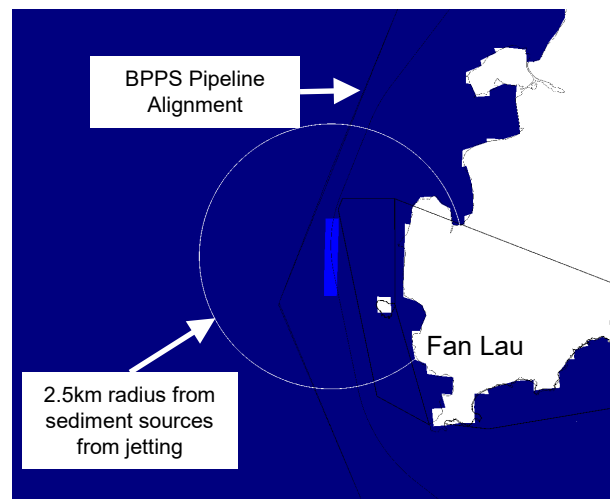 BPPS Pipeline
Alignment
Fan Lau
2.5km radius from
sediment sources
from jetting